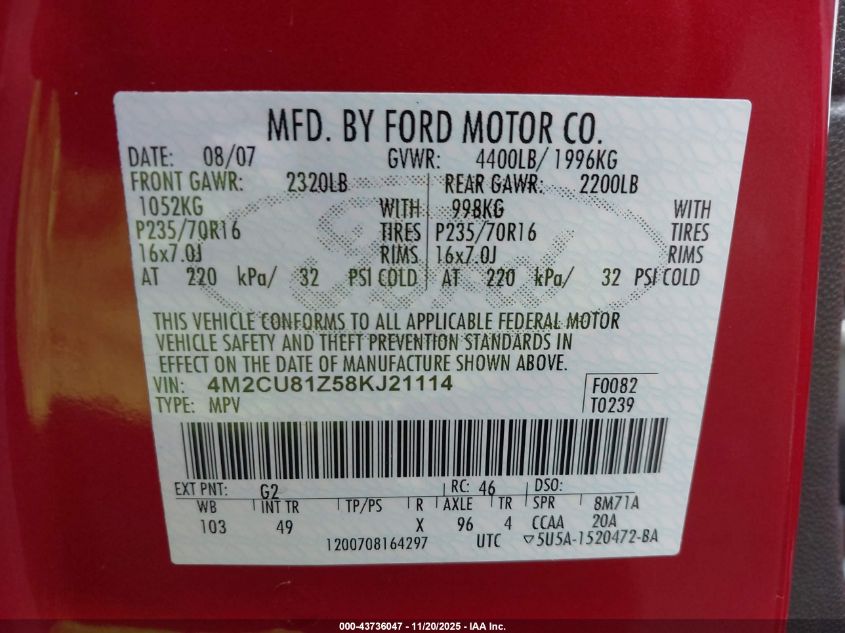 MFD. BY FORD MOTOR CO.
DATE: 08/07 GVWR: 4400LB/ 1996KG
FRONT GAWR: 2320LB REAR GAWR: 2200LB
1052KG WITH 998KG WITH
P235/70R16 TIRES P235/70R16 TIRES
16x7.0J RIMS 16x7.0J RIMS
AT 220 kPa/ 32 PSI COLD AT 220 kPa/ 32 PSI COLD
THIS VEHICLE CONFORMS TO ALL APPLICABLE FEDERAL MOTOR
VEHICLE SAFETY AND THEFT PREVENTION STANDARDS IN
EFFECT ON THE DATE OF MANUFACTURE SHOWN ABOVE.
VIN: 4M2CU81Z58KJ21114 F0082
TYPE: MPV T0239
EXT PNT: G2 RC: 46 DSO:
WB INT TR TP/PS R AXLE TR SPR 8M71A
103 49 X 96 4 CCAA 20A
1200708164297 UTC ▽5U5A-1520472-BA
Ford
000-43736047 - 11/20/2025 - IAA Inc.